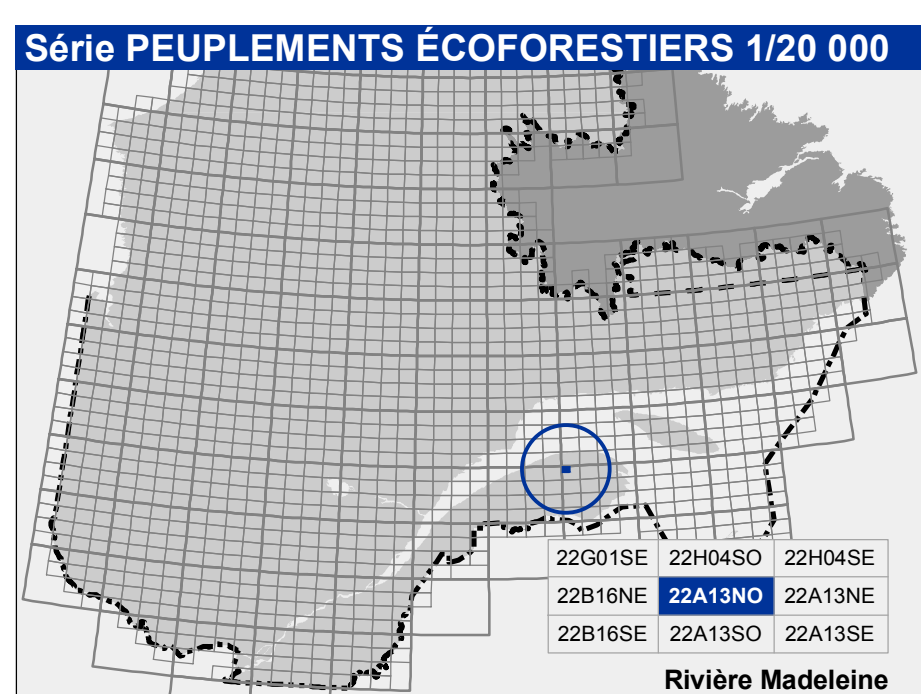 Série PEUPLEMENTS ÉCOFORESTIERS 1/20 000
22G01SE 22H04SO 22H04SE
22B16NE 22A13NO 22A13NE
22B16SE 22A13SO 22A13SE
Rivière Madeleine